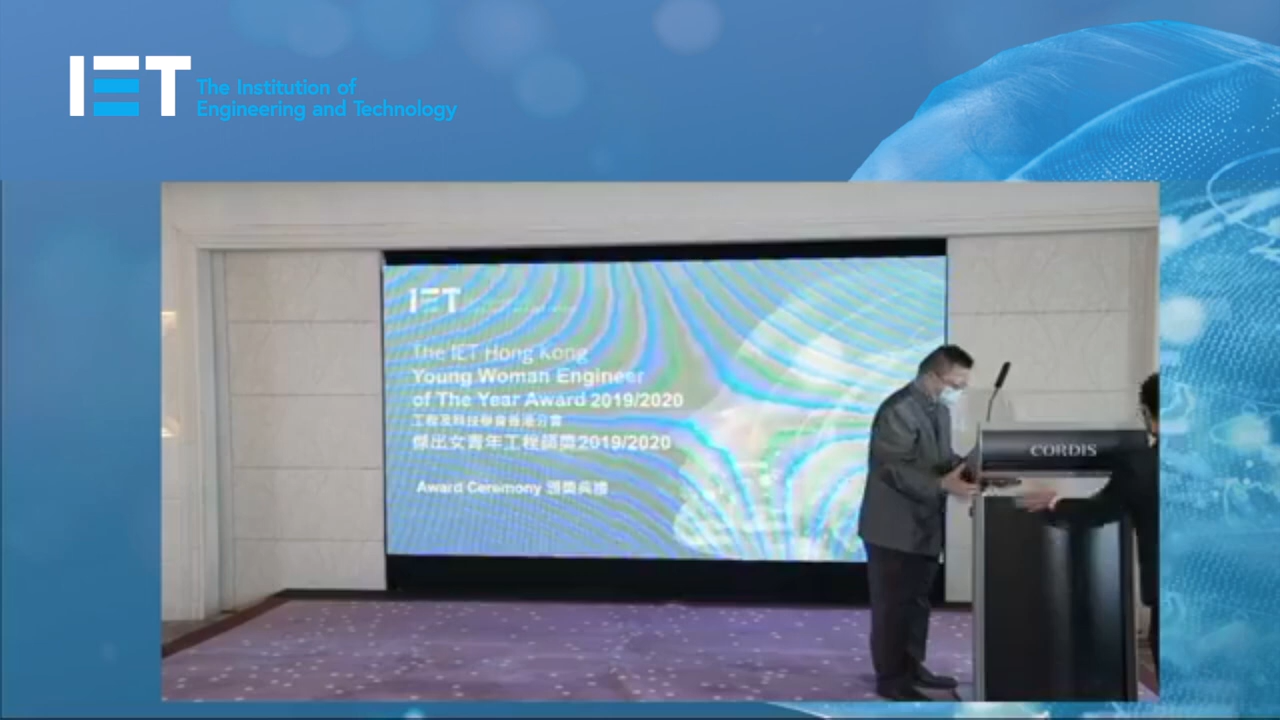 IET
The Institution of
Engineering and Technology
IET
The IET Hong Kong
Young Woman Engineer
of The Year Award 2019/2020
工程及科技學會香港分會
傑出女青年工程師獎2019/2020
Award Ceremony 頒獎典禮
CORDIS